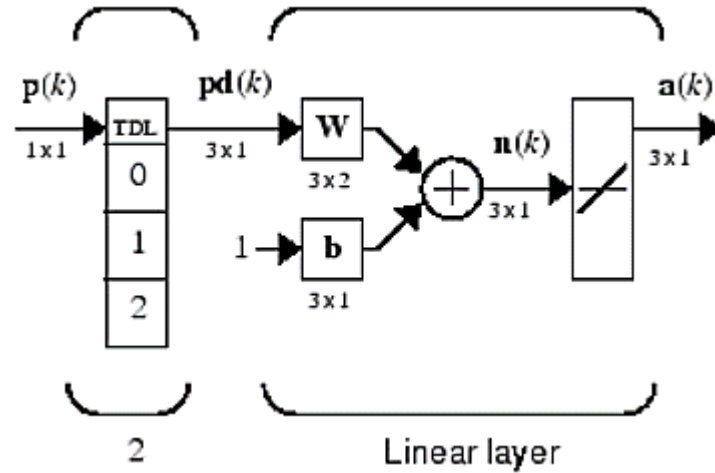 p(k) pd(k) a(k)
TDL W n(k)
1x1 3x1 3x1
0 3x2 3x1
1 1 b
2 3x1
2 Linear layer